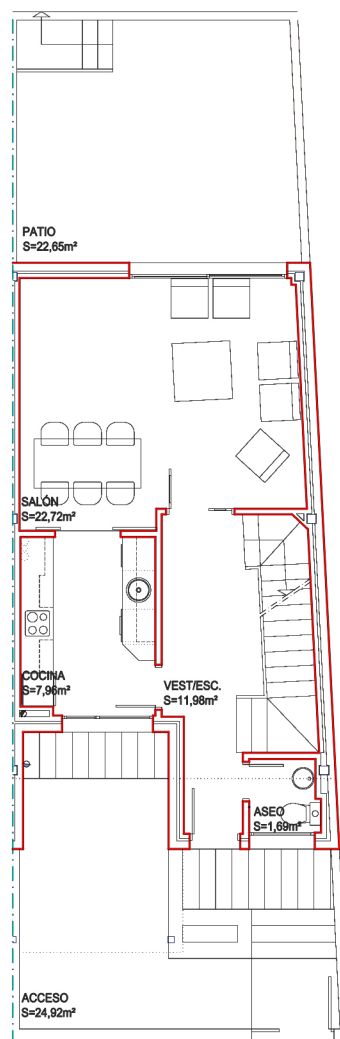 PATIO
S=22,65m²
SALÓN
S=22,72m²
COCINA
S=7,96m²
VEST/ESC.
S=11,98m²
ASEO
S=1,69m²
ACCESO
S=24,92m²